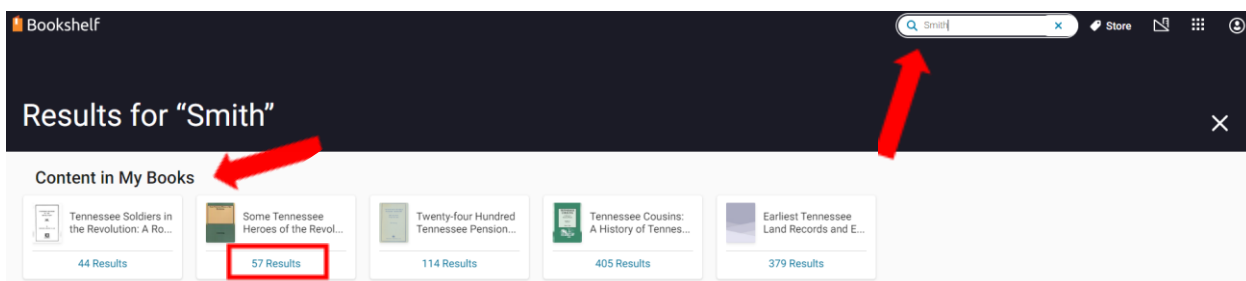 Bookshelf
Smith
Store
Results for “Smith”
Content in My Books
Tennessee Soldiers in
the Revolution: A Ro...
44 Results
Some Tennessee
Heroes of the Revol...
57 Results
Twenty-four Hundred
Tennessee Pension...
114 Results
Tennessee Cousins:
A History of Tennes...
405 Results
Earliest Tennessee
Land Records and E...
379 Results